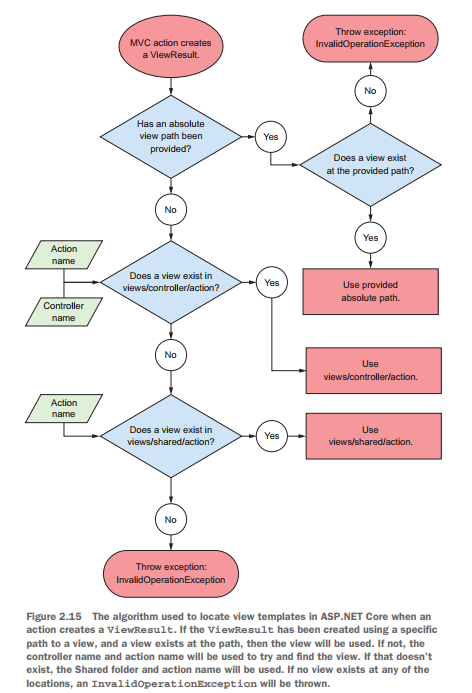 MVC action creates
a ViewResult.
Throw exception:
InvalidOperationException
No
Has an absolute
view path been
provided?
Yes
Does a view exist
at the provided path?
No
Yes
Action
name
Does a view exist in
views/controller/action?
Yes
Use provided
absolute path.
Controller
name
No
Use
views/controller/action.
Action
name
Does a view exist in
views/shared/action?
Yes
Use
views/shared/action.
No
Throw exception:
InvalidOperationException
Figure 2.15 The algorithm used to locate view templates in ASP.NET Core when an
action creates a ViewResult. If the ViewResult has been created using a specific
path to a view, and a view exists at the path, then the view will be used. If not, the
controller name and action name will be used to try and find the view. If that doesn't
exist, the Shared folder and action name will be used. If no view exists at any of the
locations, an InvalidOperationException will be thrown.